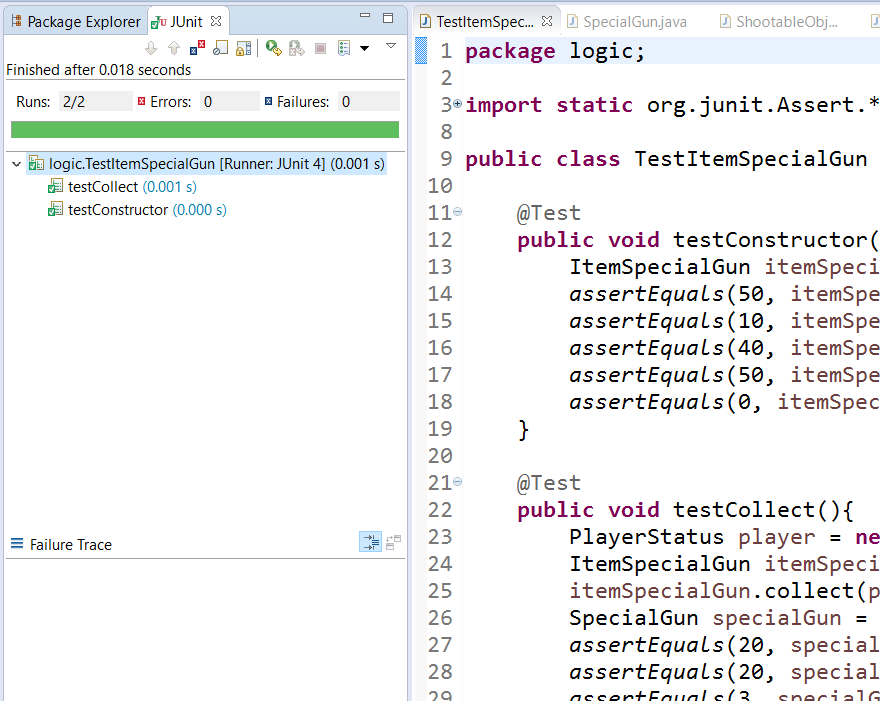 Package Explorer
JUnit
Finished after 0.018 seconds
Runs: 2/2 Errors: 0 Failures: 0
logic.TestItemSpecialGun [Runner: JUnit 4] (0.001 s)
testCollect (0.001 s)
testConstructor (0.000 s)
Failure Trace
TestItemSpec... SpecialGun.java ShootableObj...
1 package logic;
2
3 import static org.junit.Assert.*
8
9 public class TestItemSpecialGun
10
11 @Test
12 public void testConstructor(
13 ItemSpecialGun itemSpeci
14 assertEquals(50, itemSpe
15 assertEquals(10, itemSpe
16 assertEquals(40, itemSpe
17 assertEquals(50, itemSpe
18 assertEquals(0, itemSpec
19 }
20
21 @Test
22 public void testCollect(){
23 PlayerStatus player = ne
24 ItemSpecialGun itemSpeci
25 itemSpecialGun.collect(p
26 SpecialGun specialGun =
27 assertEquals(20, special
28 assertEquals(20, special
29 assertEquals(3, specialG